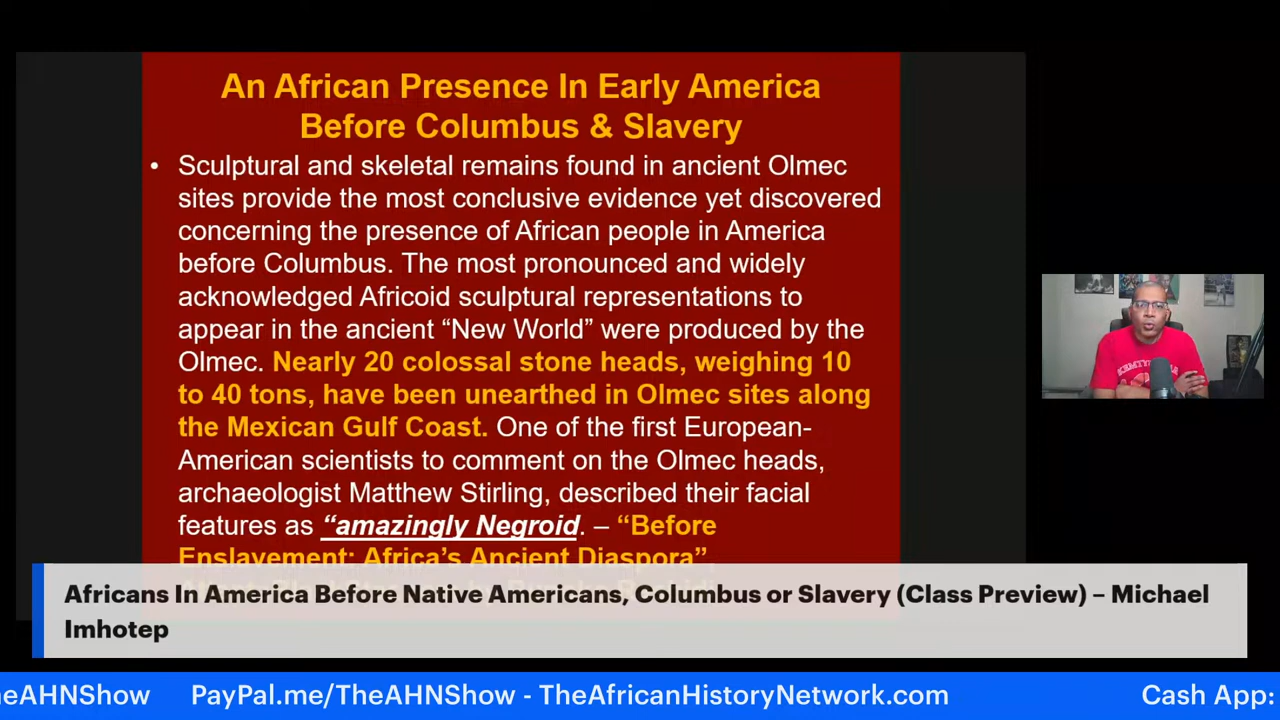 An African Presence In Early America
Before Columbus & Slavery
• Sculptural and skeletal remains found in ancient Olmec
sites provide the most conclusive evidence yet discovered
concerning the presence of African people in America
before Columbus. The most pronounced and widely
acknowledged Africoid sculptural representations to
appear in the ancient “New World” were produced by the
Olmec. Nearly 20 colossal stone heads, weighing 10
to 40 tons, have been unearthed in Olmec sites along
the Mexican Gulf Coast. One of the first European-
American scientists to comment on the Olmec heads,
archaeologist Matthew Stirling, described their facial
features as “amazingly Negroid. – “Before
Enslavement: Africa’s Ancient Diaspora”,
Africans In America Before Native Americans, Columbus or Slavery (Class Preview) – Michael
Imhotep
heAHNShow PayPal.me/TheAHNShow - TheAfricanHistoryNetwork.com Cash App: